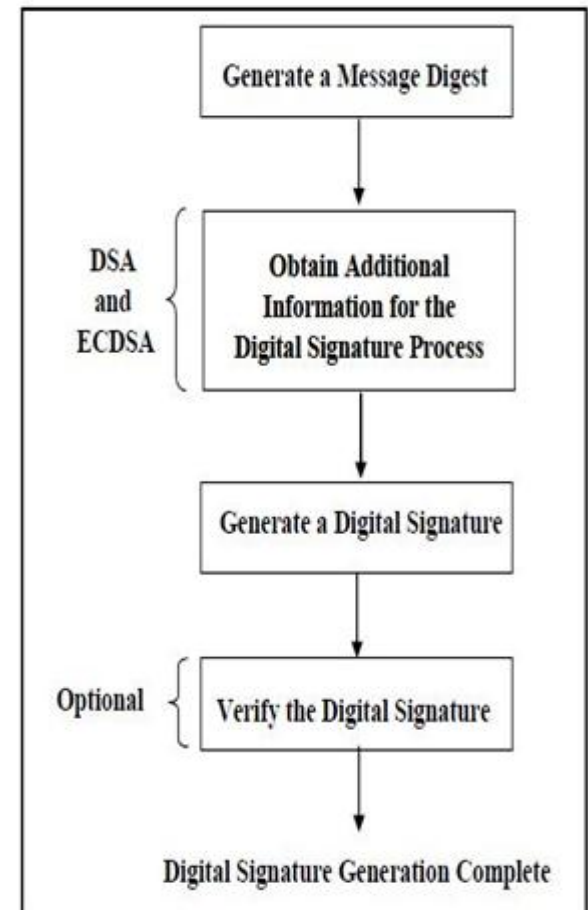 Generate a Message Digest
DSA
and
ECDSA
Obtain Additional
Information for the
Digital Signature Process
Generate a Digital Signature
Optional
Verify the Digital Signature
Digital Signature Generation Complete